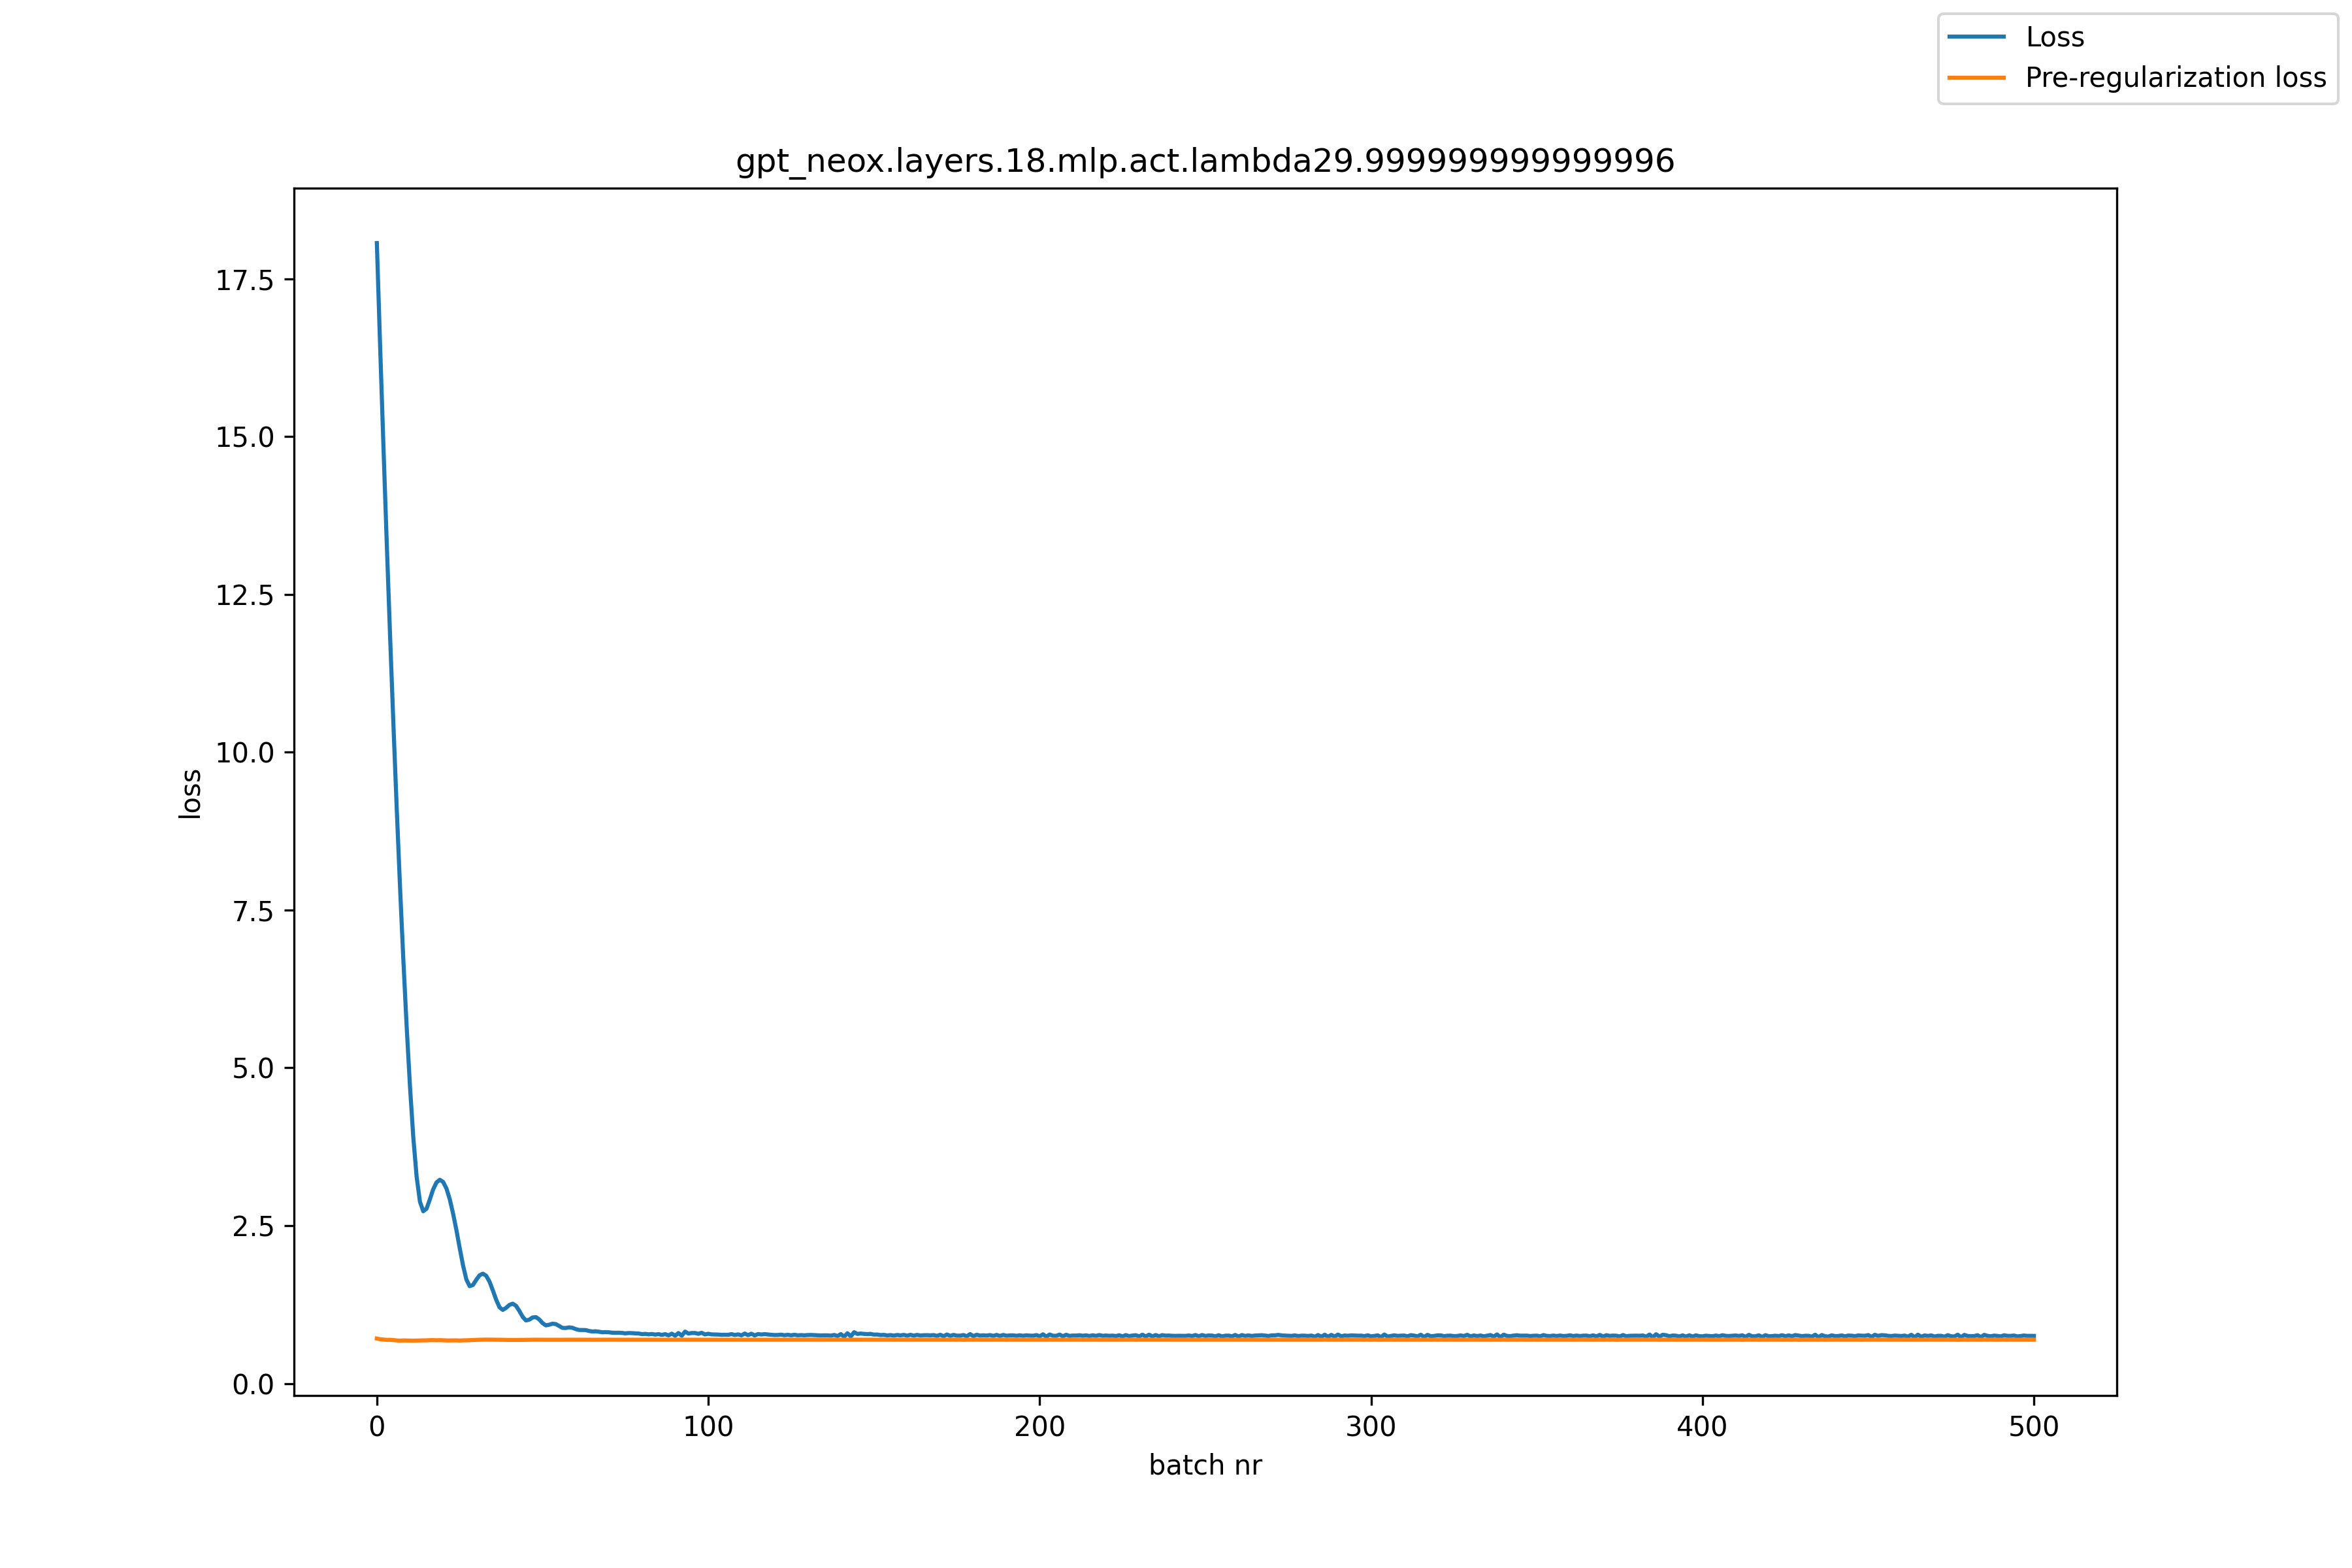 Loss
Pre-regularization loss
gpt_neox.layers.18.mlp.act.lambda29.999999999999996
17.5
15.0
12.5
10.0
7.5
5.0
2.5
0.0
loss
0 100 200 300 400 500
batch nr